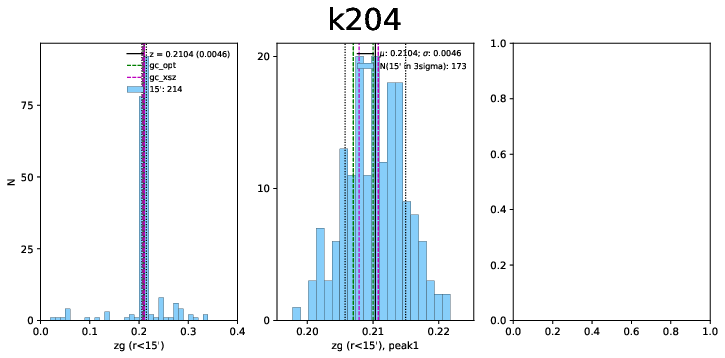 k204
z = 0.2104 (0.0046)
gc_opt
gc_xsz
15': 214
N
75
50
25
0
0.0 0.1 0.2 0.3 0.4
zg (r<15')
μ: 0.2104; σ: 0.0046
N(15' in 3sigma): 173
20
10
0
0.20 0.21 0.22
zg (r<15'), peak1
1.0
0.8
0.6
0.4
0.2
0.0
0.0 0.2 0.4 0.6 0.8 1.0